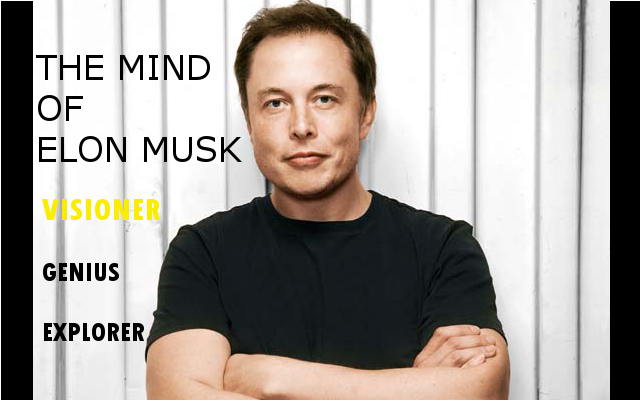 THE MIND
OF
ELON MUSK
VISIONER
GENIUS
EXPLORER